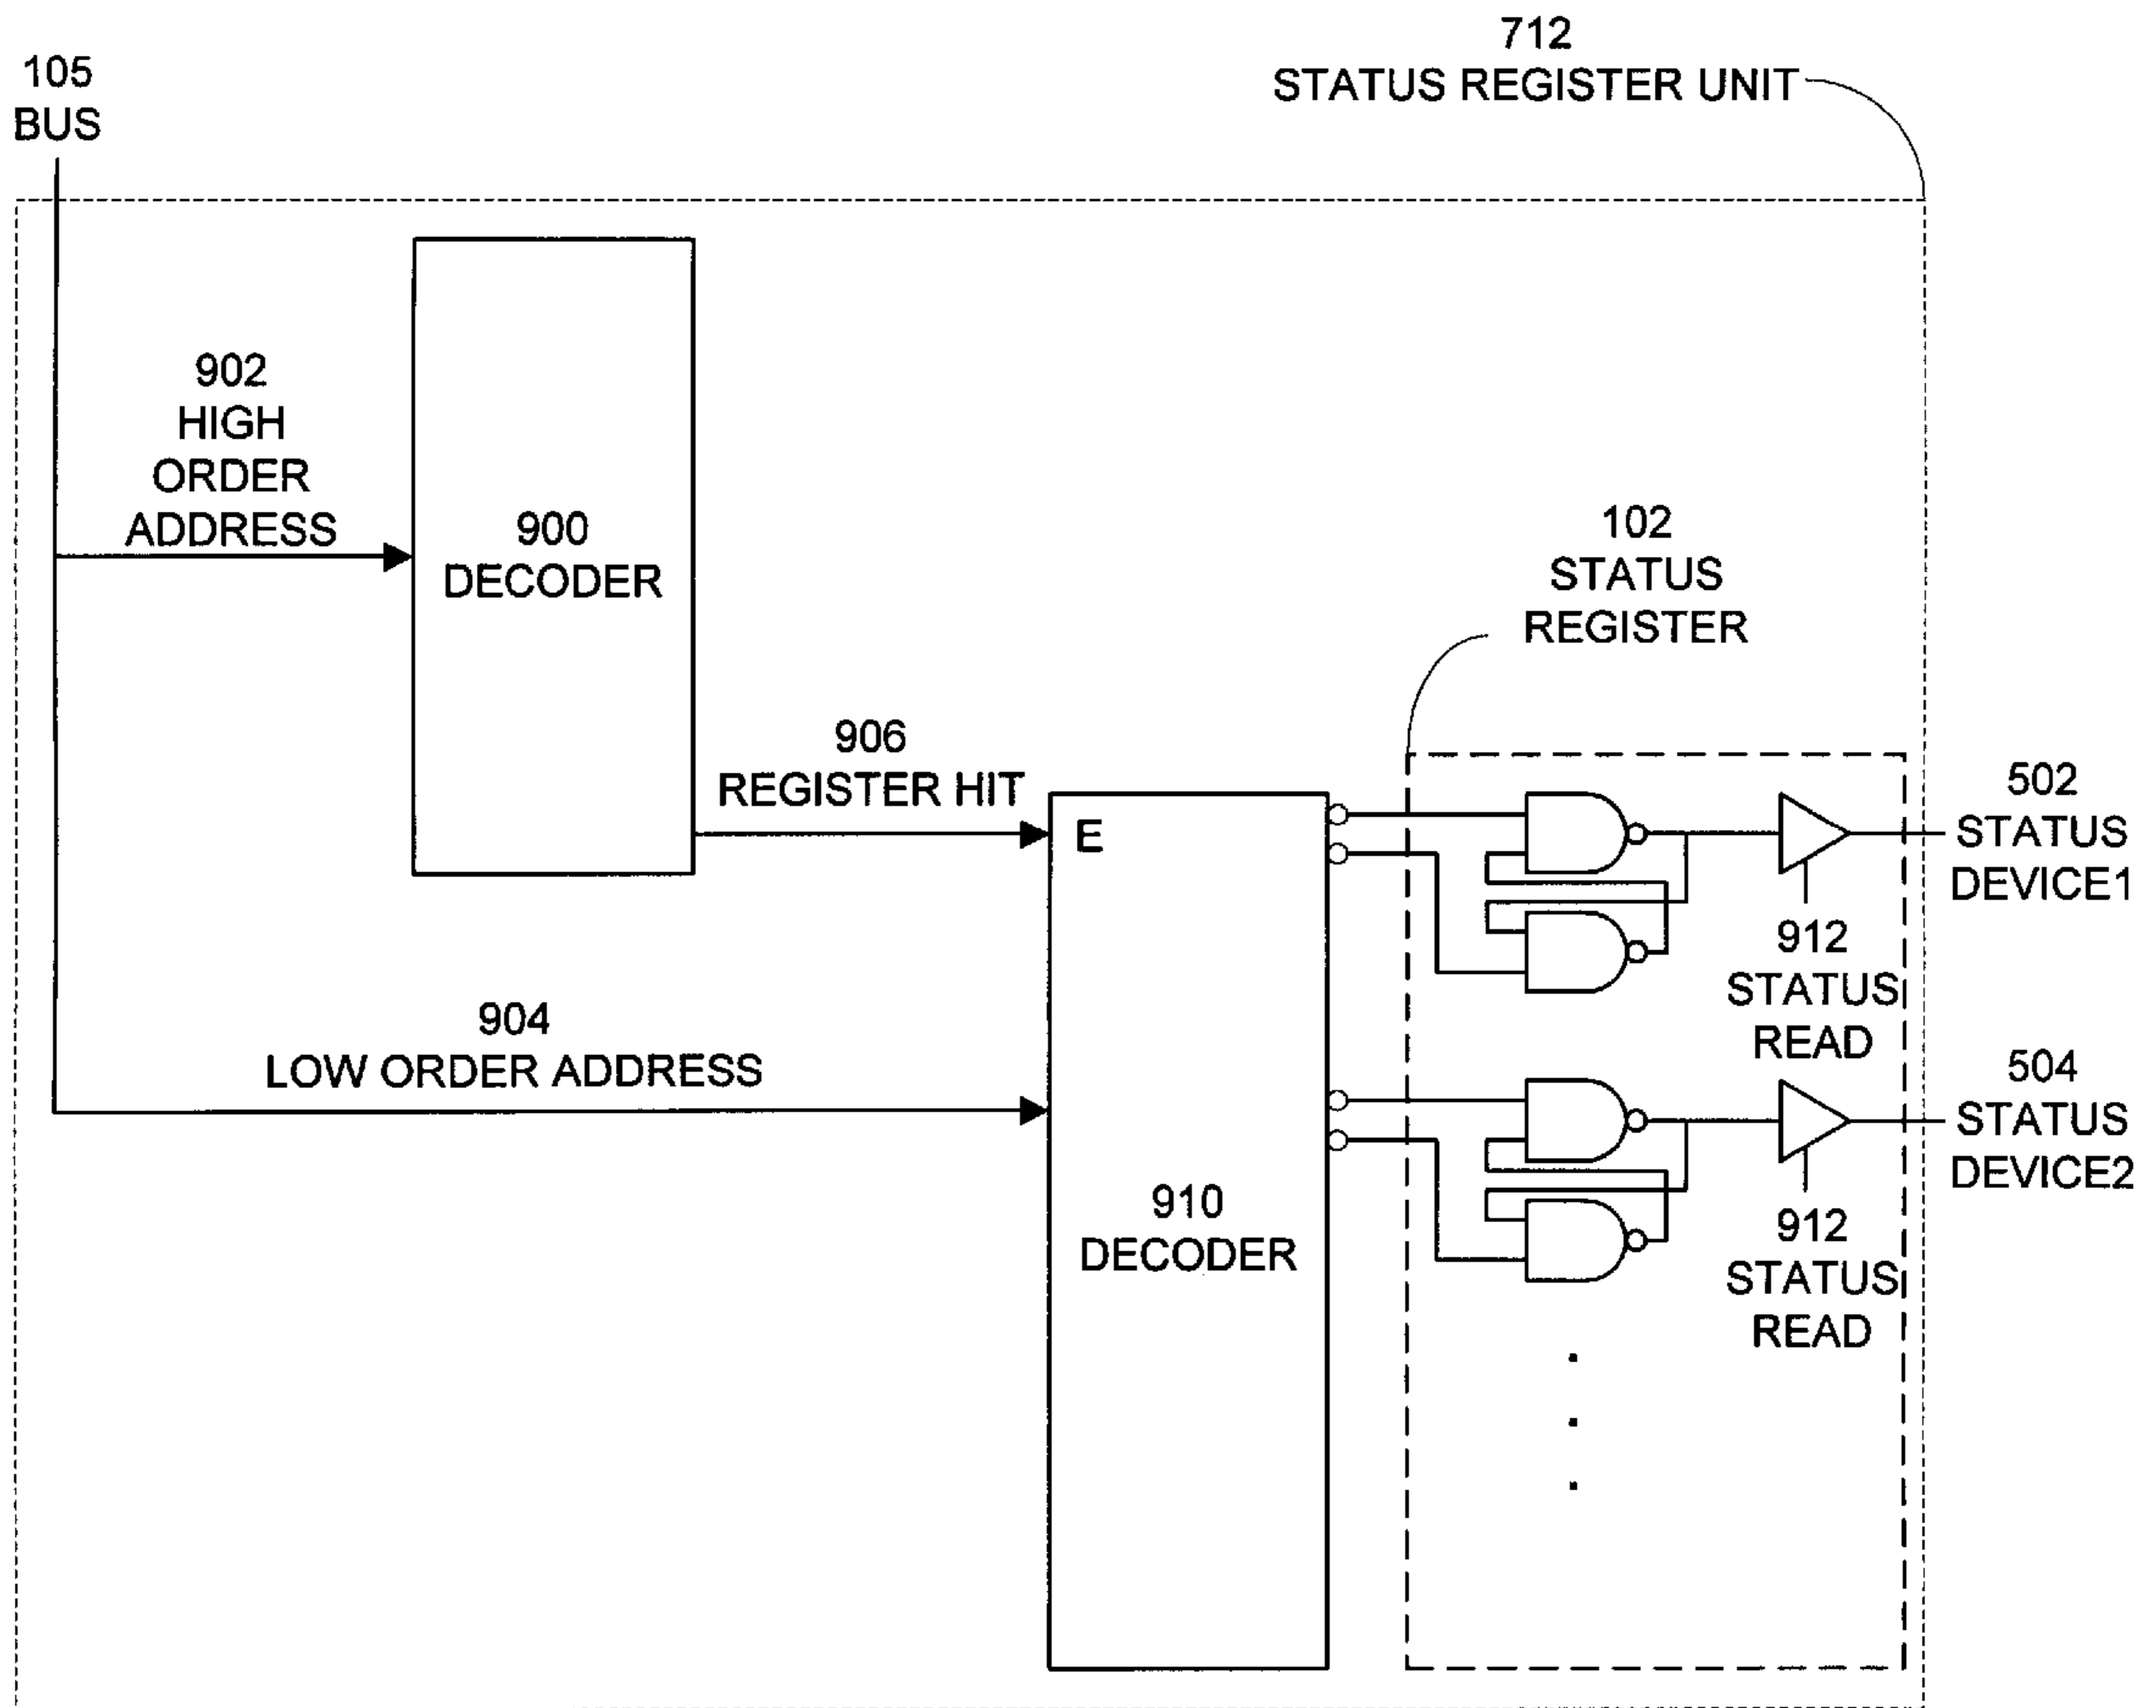 712
STATUS REGISTER UNIT
105
BUS
902
HIGH
ORDER
ADDRESS
900
DECODER
102
STATUS
REGISTER
906
REGISTER HIT
E
502
STATUS
DEVICE1
912
STATUS
READ
904
LOW ORDER ADDRESS
504
STATUS
DEVICE2
910
DECODER
912
STATUS
READ